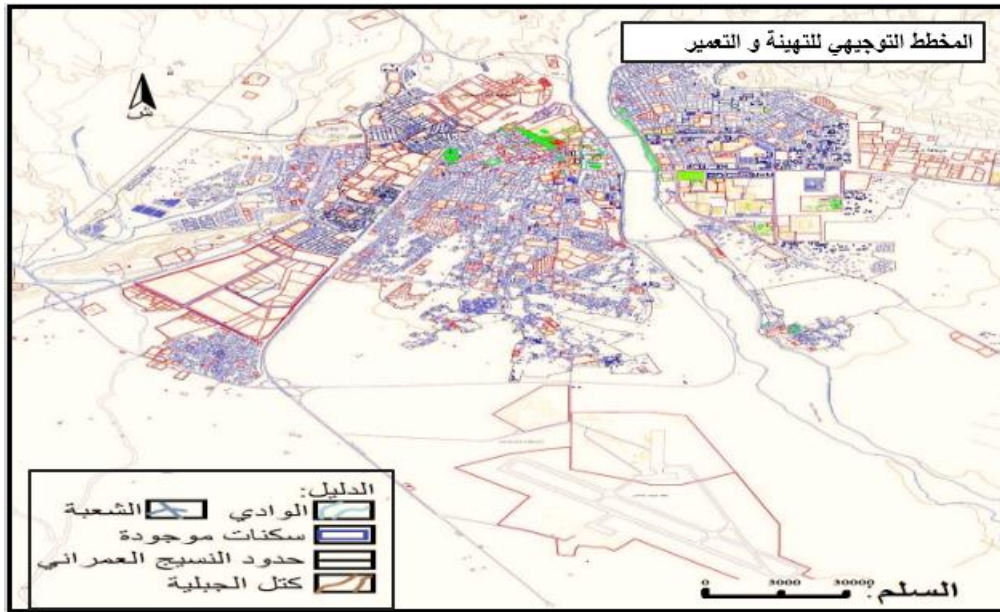 المخطط التوجيهي للتهيئة و التعمير
ش
الدليل:
الوادي الشعبة
سكنات موجودة
حدود النسيج العمراني
كتل الجبلية
السلم: 0 3000 30000